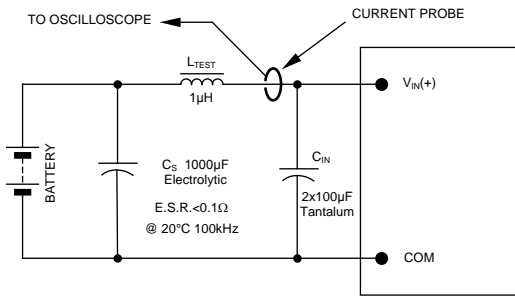 TO OSCILLOSCOPE
CURRENT PROBE
LTEST
1µH
VIN(+)
BATTERY
CS 1000µF
Electrolytic
E.S.R.<0.1Ω
@ 20°C 100kHz
CIN
2x100µF
Tantalum
COM